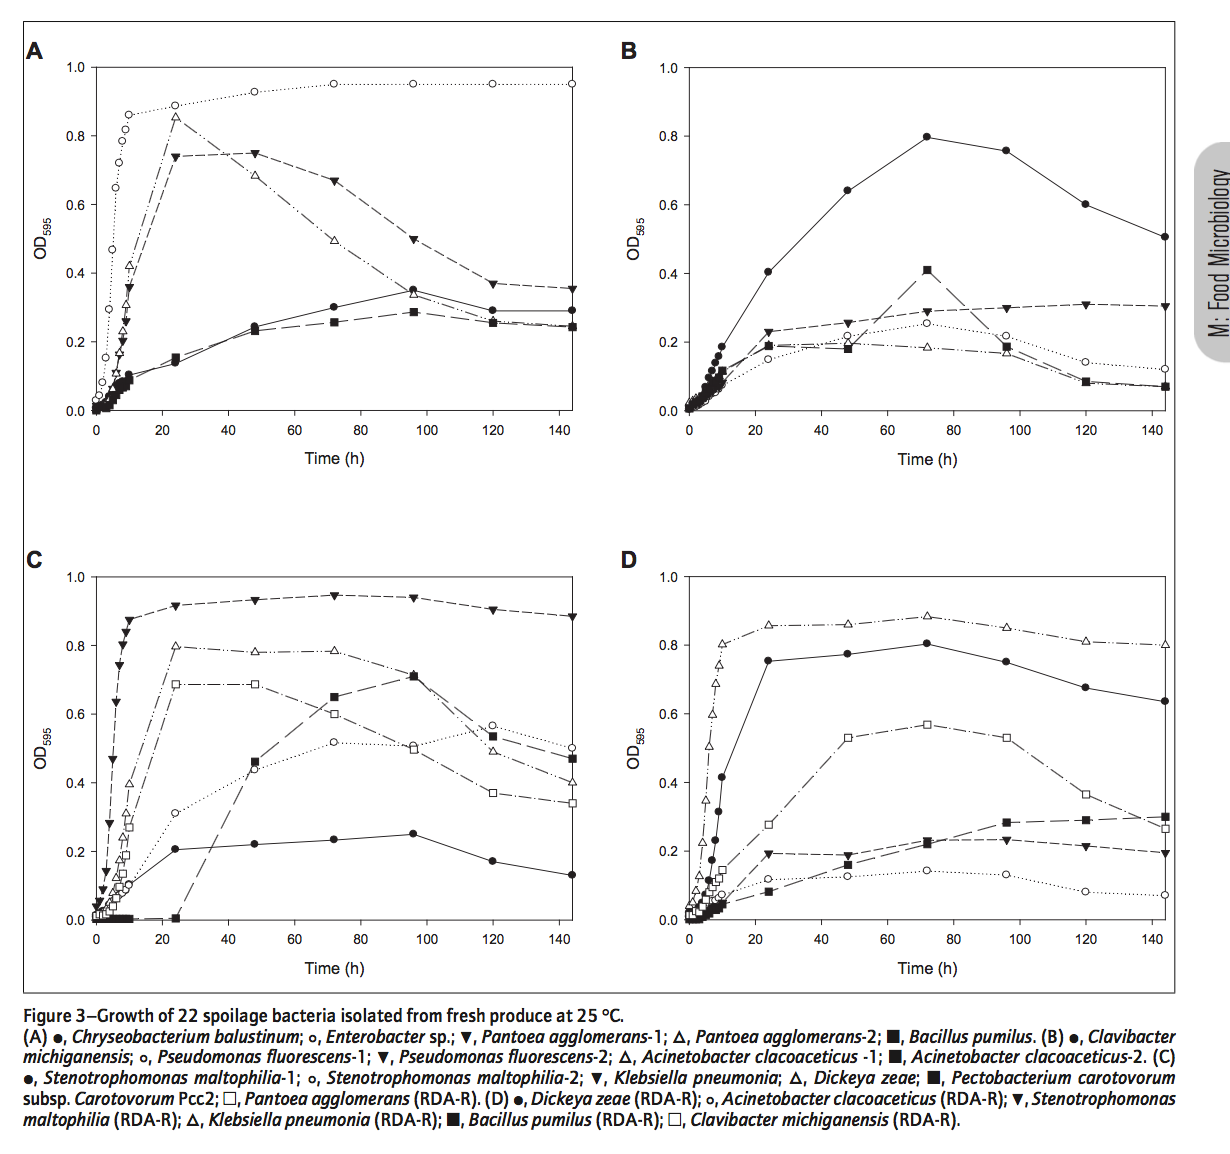 A
1.0
0.8
0.6
0.4
0.2
0.0
OD595
0 20 40 60 80 100 120 140
Time (h)
B
1.0
0.8
0.6
0.4
0.2
0.0
OD595
0 20 40 60 80 100 120 140
Time (h)
M: Food Microbiology
C
1.0
0.8
0.6
0.4
0.2
0.0
OD595
0 20 40 60 80 100 120 140
Time (h)
D
1.0
0.8
0.6
0.4
0.2
0.0
OD595
0 20 40 60 80 100 120 140
Time (h)
Figure 3–Growth of 22 spoilage bacteria isolated from fresh produce at 25 °C.
(A) ●, Chryseobacterium balustinum; ○, Enterobacter sp.; ▼, Pantoea agglomerans-1; △, Pantoea agglomerans-2; ■, Bacillus pumilus. (B) ●, Clavibacter
michiganensis; ○, Pseudomonas fluorescens-1; ▼, Pseudomonas fluorescens-2; △, Acinetobacter clacoaceticus -1; ■, Acinetobacter clacoaceticus-2. (C)
●, Stenotrophomonas maltophilia-1; ○, Stenotrophomonas maltophilia-2; ▼, Klebsiella pneumonia; △, Dickeya zeae; ■, Pectobacterium carotovorum
subsp. Carotovorum Pcc2; □, Pantoea agglomerans (RDA-R). (D) ●, Dickeya zeae (RDA-R); ○, Acinetobacter clacoaceticus (RDA-R); ▼, Stenotrophomonas
maltophilia (RDA-R); △, Klebsiella pneumonia (RDA-R); ■, Bacillus pumilus (RDA-R); □, Clavibacter michiganensis (RDA-R).